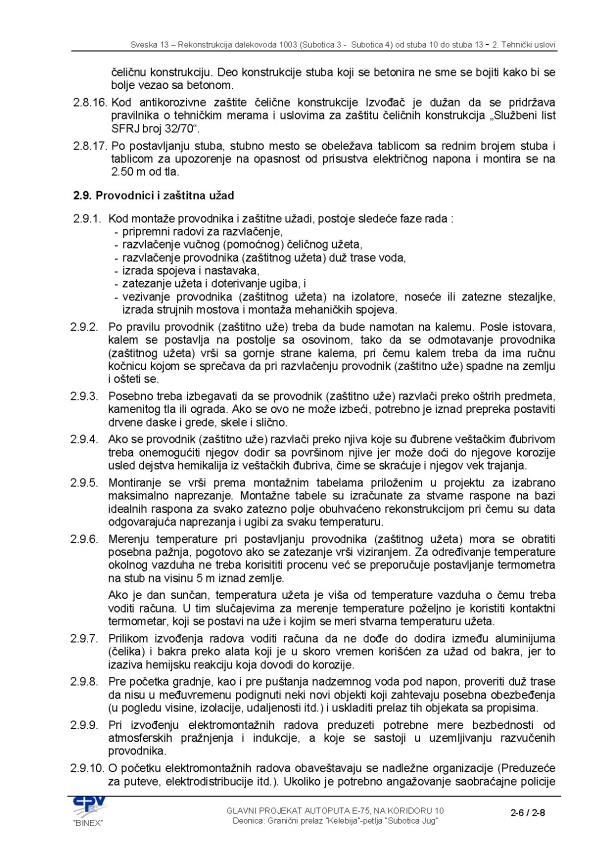 Sveska 13 – Rekonstrukcija dalekovoda 1003 (Subotica 3 - Subotica 4) od stuba 10 do stuba 13 - 2. Tehnički uslovi
čeličnu konstrukciju. Deo konstrukcije stuba koji se betonira ne sme se bojiti kako bi se
bolje vezao sa betonom.
2.8.16. Kod antikorozivne zaštite čelične konstrukcije Izvođač je dužan da se pridržava
pravilnika o tehničkim merama i uslovima za zaštitu čeličnih konstrukcija „Službeni list
SFRJ broj 32/70“.
2.8.17. Po postavljanju stuba, stubno mesto se obeležava tablicom sa rednim brojem stuba i
tablicom za upozorenje na opasnost od prisustva električnog napona i montira se na
2.50 m od tla.
2.9. Provodnici i zaštitna užad
2.9.1. Kod montaže provodnika i zaštitne užadi, postoje sledeće faze rada :
- pripremni radovi za razvlačenje,
- razvlačenje vučnog (pomoćnog) čeličnog užeta,
- razvlačenje provodnika (zaštitnog užeta) duž trase voda,
- izrada spojeva i nastavaka,
- zatezanje užeta i doterivanje ugiba, i
- vezivanje provodnika (zaštitnog užeta) na izolatore, noseće ili zatezne stezaljke,
izrada strujnih mostova i montaža mehaničkih spojeva.
2.9.2. Po pravilu provodnik (zaštitno uže) treba da bude namotan na kalemu. Posle istovara,
kalem se postavlja na postolje sa osovinom, tako da se odmotavanje provodnika
(zaštitnog užeta) vrši sa gornje strane kalema, pri čemu kalem treba da ima ručnu
kočnicu kojom se sprečava da pri razvlačenju provodnik (zaštitno uže) spadne na zemlju
i ošteti se.
2.9.3. Posebno treba izbegavati da se provodnik (zaštitno uže) razvlači preko oštrih predmeta,
kamenitog tla ili ograda. Ako se ovo ne može izbeći, potrebno je iznad prepreka postaviti
drvene daske i grede, skele i slično.
2.9.4. Ako se provodnik (zaštitno uže) razvlači preko njiva koje su đubrene veštačkim đubrivom
treba onemogućiti njegov dodir sa površinom njive jer može doći do njegove korozije
usled dejstva hemikalija iz veštačkih đubriva, čime se skraćuje i njegov vek trajanja.
2.9.5. Montiranje se vrši prema montažnim tabelama priloženim u projektu za izabrano
maksimalno naprezanje. Montažne tabele su izračunate za stvarne raspone na bazi
idealnih raspona za svako zatezno polje obuhvaćeno rekonstrukcijom pri čemu su data
odgovarajuća naprezanja i ugibi za svaku temperaturu.
2.9.6. Merenju temperature pri postavljanju provodnika (zaštitnog užeta) mora se obratiti
posebna pažnja, pogotovo ako se zatezanje vrši viziranjem. Za određivanje temperature
okolnog vazduha ne treba korisititi procenu već se preporučuje postavljanje termometra
na stub na visinu 5 m iznad zemlje.
Ako je dan sunčan, temperatura užeta je viša od temperature vazduha o čemu treba
voditi računa. U tim slučajevima za merenje temperature poželjno je koristiti kontaktni
termometar, koji se postavi na uže i kojim se meri stvarna temperaturu užeta.
2.9.7. Prilikom izvođenja radova voditi računa da ne dođe do dodira između aluminijuma
(čelika) i bakra preko alata koji je u skoro vremen korišćen za užad od bakra, jer to
izaziva hemijsku reakciju koja dovodi do korozije.
2.9.8. Pre početka gradnje, kao i pre puštanja nadzemnog voda pod napon, proveriti duž trase
da nisu u međuvremenu podignuti neki novi objekti koji zahtevaju posebna obezbeđenja
(u pogledu visine, izolacije, udaljenosti itd.) i uskladiti prelaz tih objekata sa propisima.
2.9.9. Pri izvođenju elektromontažnih radova preduzeti potrebne mere bezbednosti od
atmosferskih pražnjenja i indukcije, a koje se sastoji u uzemljivanju razvučenih
provodnika.
2.9.10. O početku elektromontažnih radova obaveštavaju se nadležne organizacije (Preduzeće
za puteve, elektrodistribucije itd.). Ukoliko je potrebno angažovanje saobraćajne policije
"BINEX"
GLAVNI PROJEKAT AUTOPUTA E-75, NA KORIDORU 10
Deonica: Granični prelaz "Kelebija"-petlja "Subotica Jug"
2-6 / 2-8